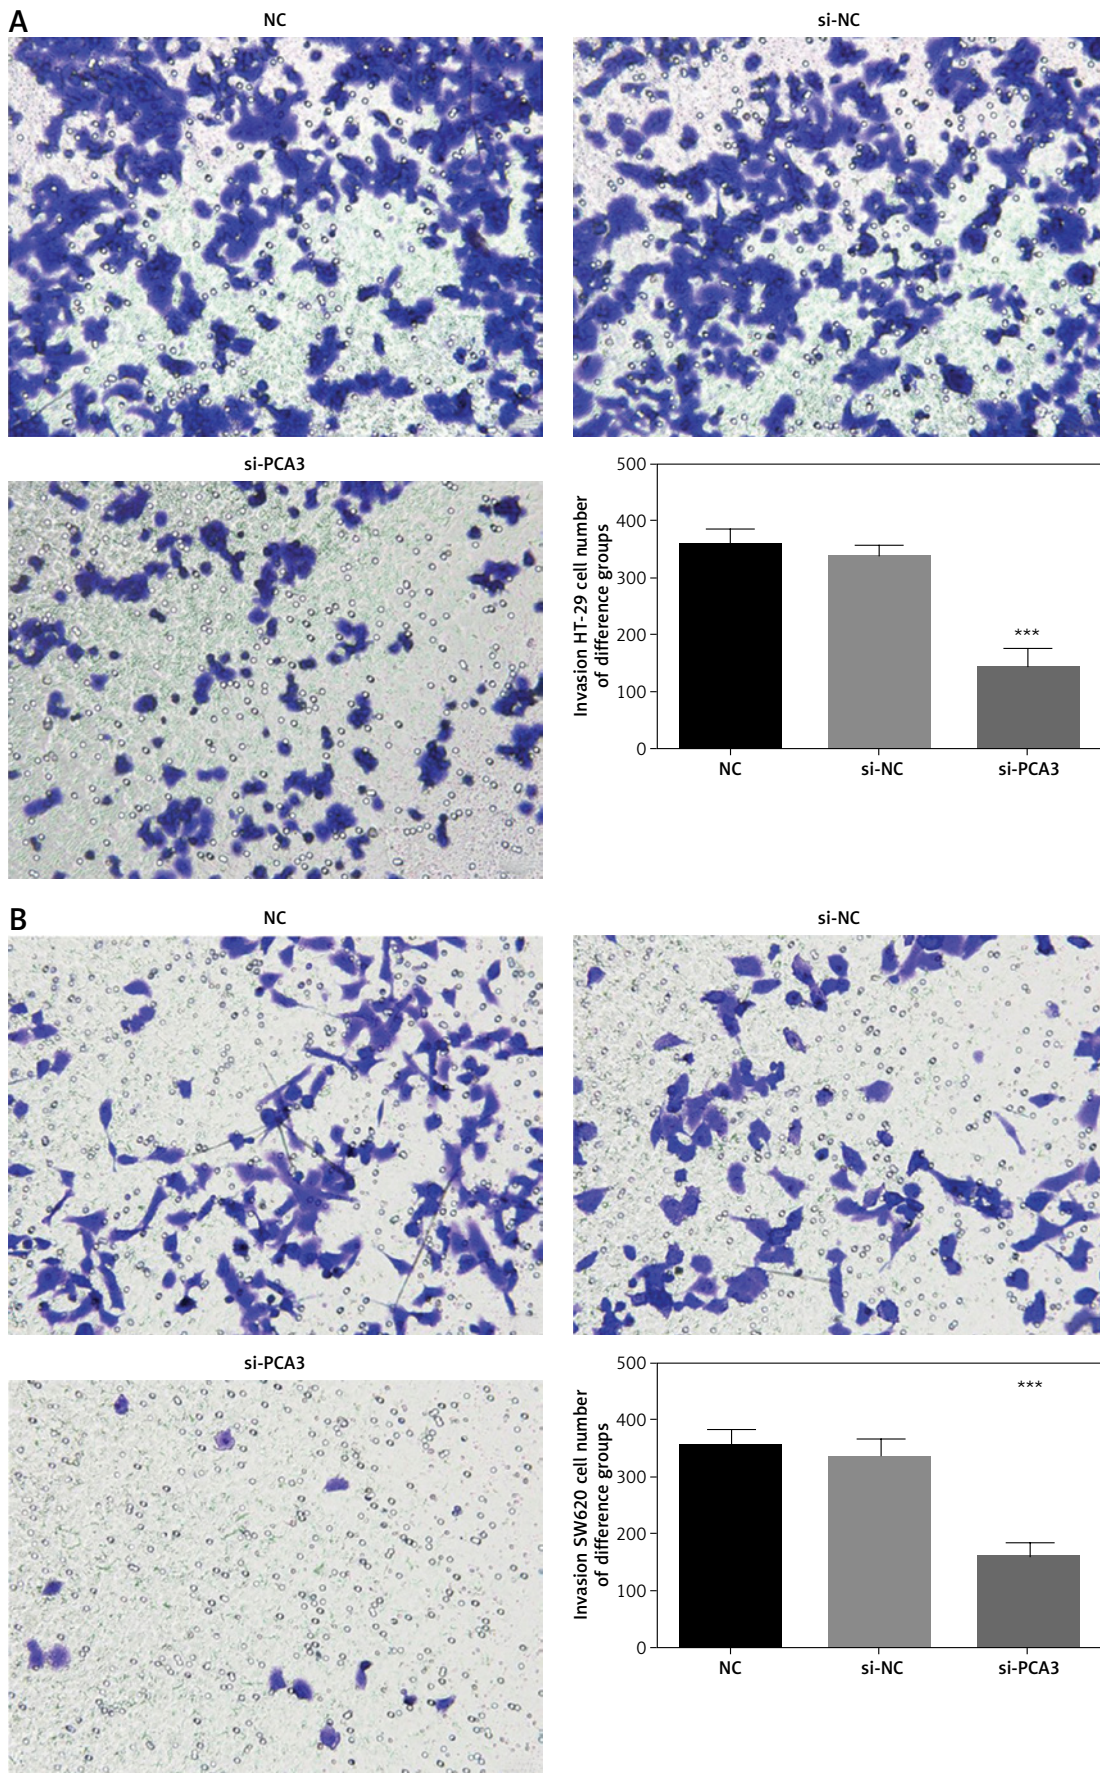 A
NC
si-NC
si-PCA3
500
400
300
200
100
0
Invasion HT-29 cell number
of difference groups
***
NC
si-NC
si-PCA3
B
NC
si-NC
si-PCA3
500
400
300
200
100
0
Invasion SW620 cell number
of difference groups
***
NC
si-NC
si-PCA3